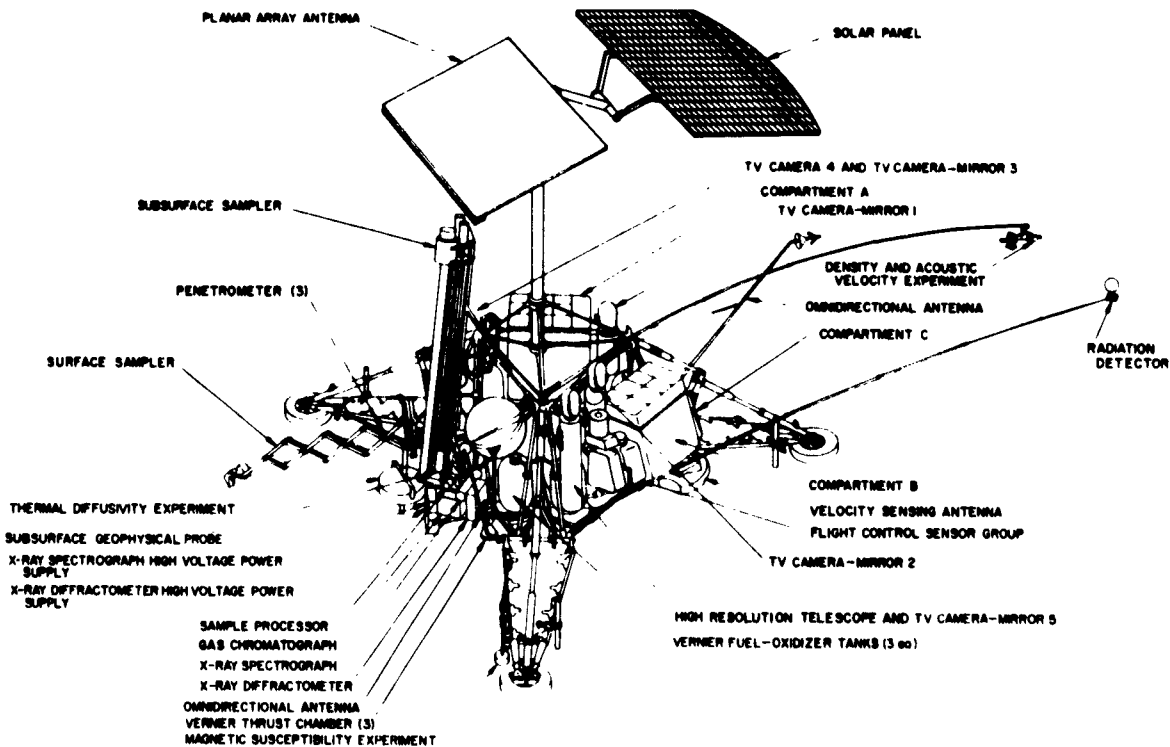 PLANAR ARRAY ANTENNA
SOLAR PANEL
TV CAMERA 4 AND TV CAMERA-MIRROR 3
COMPARTMENT A
TV CAMERA-MIRROR 1
SUBSURFACE SAMPLER
DENSITY AND ACOUSTIC
VELOCITY EXPERIMENT
PENETROMETER (3)
OMNIDIRECTIONAL ANTENNA
COMPARTMENT C
RADIATION
DETECTOR
SURFACE SAMPLER
COMPARTMENT B
VELOCITY SENSING ANTENNA
FLIGHT CONTROL SENSOR GROUP
TV CAMERA-MIRROR 2
THERMAL DIFFUSIVITY EXPERIMENT
SUBSURFACE GEOPHYSICAL PROBE
X-RAY SPECTROGRAPH HIGH VOLTAGE POWER
SUPPLY
X-RAY DIFFRACTOMETER HIGH VOLTAGE POWER
SUPPLY
HIGH RESOLUTION TELESCOPE AND TV CAMERA-MIRROR 5
VERNIER FUEL-OXIDIZER TANKS (3 ea)
SAMPLE PROCESSOR
GAS CHROMATOGRAPH
X-RAY SPECTROGRAPH
X-RAY DIFFRACTOMETER
OMNIDIRECTIONAL ANTENNA
VERNIER THRUST CHAMBER (3)
MAGNETIC SUSCEPTIBILITY EXPERIMENT